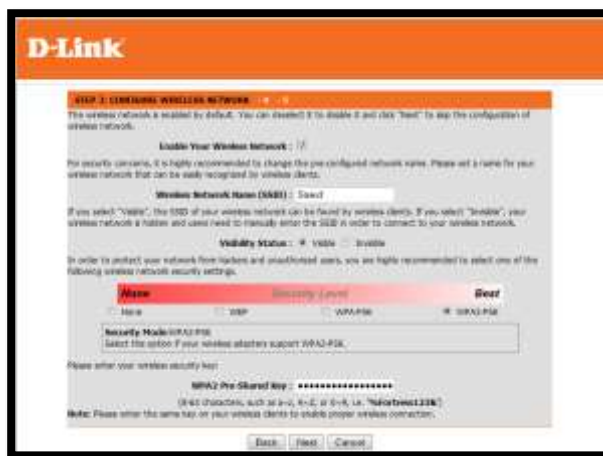 D-Link
STEP 3: CONFIGURE WIRELESS NETWORK
The wireless network is enabled by default. You can deselect it to disable it and click "Next" to skip the configuration of
wireless network.
Enable Your Wireless Network :
For security concerns, it is highly recommended to change the pre-configured network name. Please set a name for your
wireless network that can be easily recognized by wireless clients.
Wireless Network Name (SSID) :
If you select "Visible", the SSID of your wireless network can be found by wireless clients. If you select "Invisible", your
wireless network is hidden and users need to manually enter the SSID in order to connect to your wireless network.
Visibility Status : Visible Invisible
In order to protect your network from hackers and unauthorized users, you are highly recommended to select one of the
following wireless network security settings.
None Security Level Best
None WEP WPA-PSK WPA2-PSK
Security Mode:WPA2-PSK
Select this option if your wireless adapters support WPA2-PSK.
Please enter your wireless security key:
WPA2 Pre-Shared Key : •••••••••••••••••
Note: Please enter the same key on your wireless clients to enable proper wireless connection.
Back Next Cancel